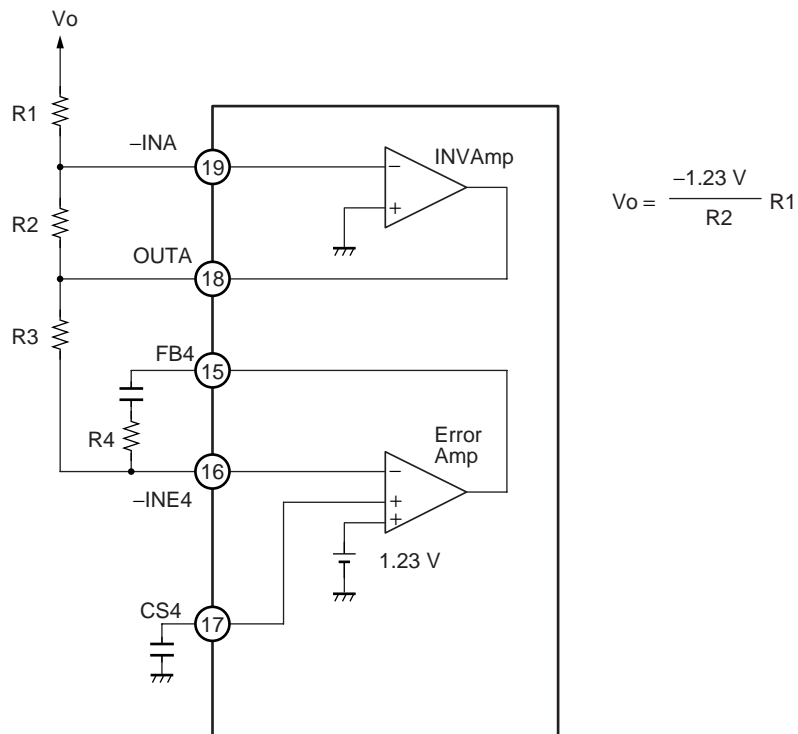 Vo
R1
–INA
19
INVAmp
–
+
Vo = –1.23 V / R2 R1
R2
OUTA
18
R3
FB4
15
R4
Error
Amp
16
–
–INE4
+
+
1.23 V
CS4
17